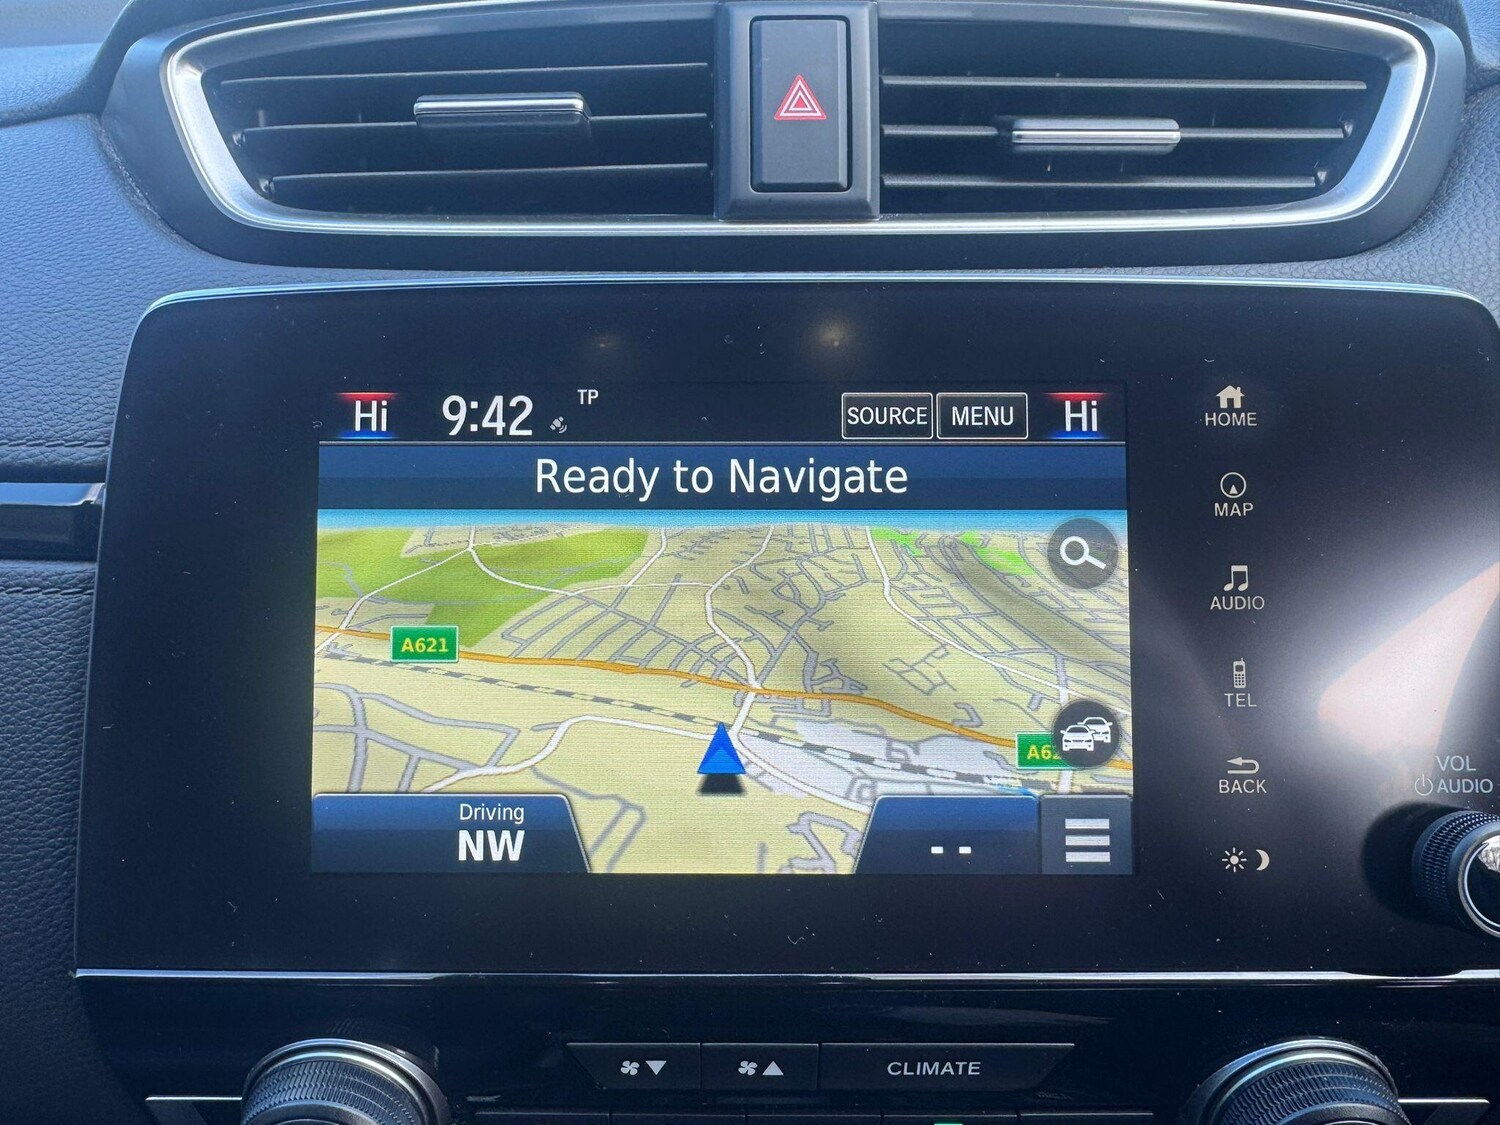 Hi 9:42 TP SOURCE MENU Hi
Ready to Navigate
A621
Driving
NW
- -
HOME
MAP
AUDIO
TEL
BACK
VOL
AUDIO
CLIMATE